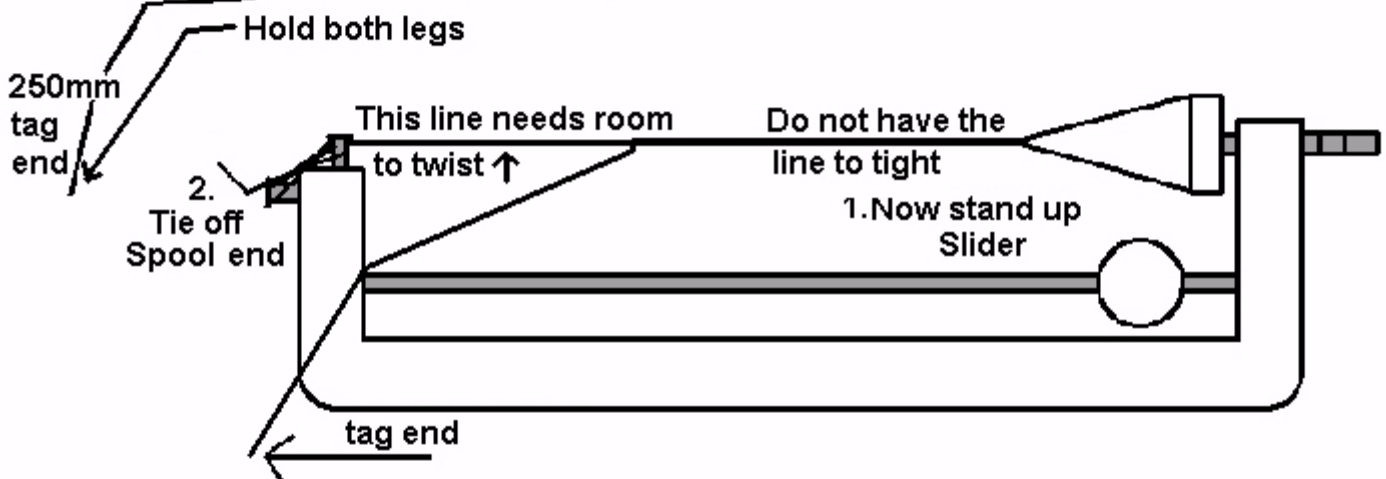 Hold both legs
250mm
tag
end
This line needs room
to twist
Do not have the
line to tight
2.
Tie off
Spool end
1.Now stand up
Slider
tag end